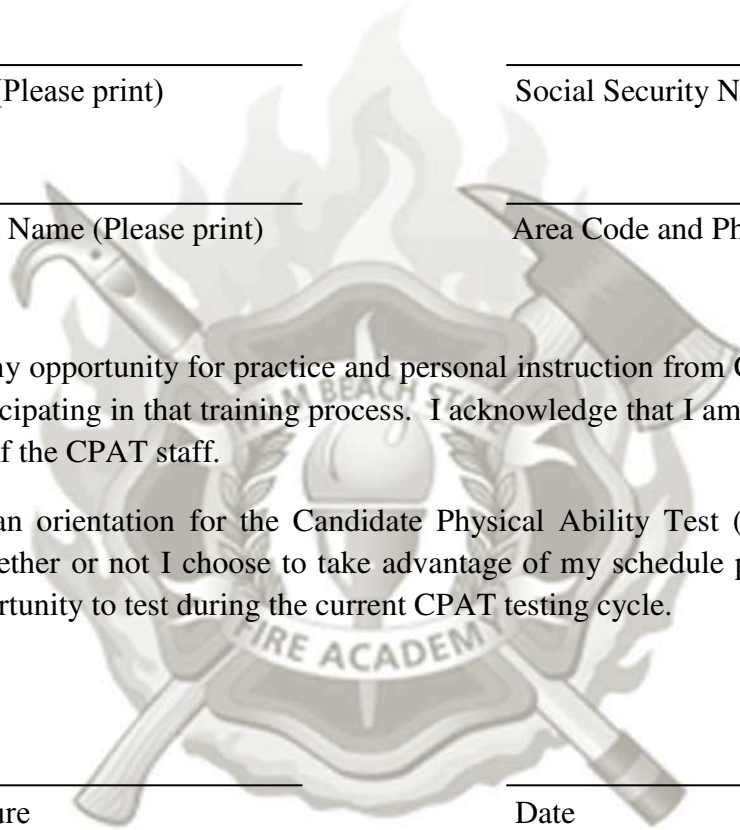 (Please print) Social Security N
Name (Please print) Area Code and Ph
ny opportunity for practice and personal instruction from C
PALM BEACH STATE
cipating in that training process. I acknowledge that I am
f the CPAT staff.
an orientation for the Candidate Physical Ability Test (
ether or not I choose to take advantage of my schedule p
rtunity to test during the current CPAT testing cycle.
FIRE ACADEMY
ure Date